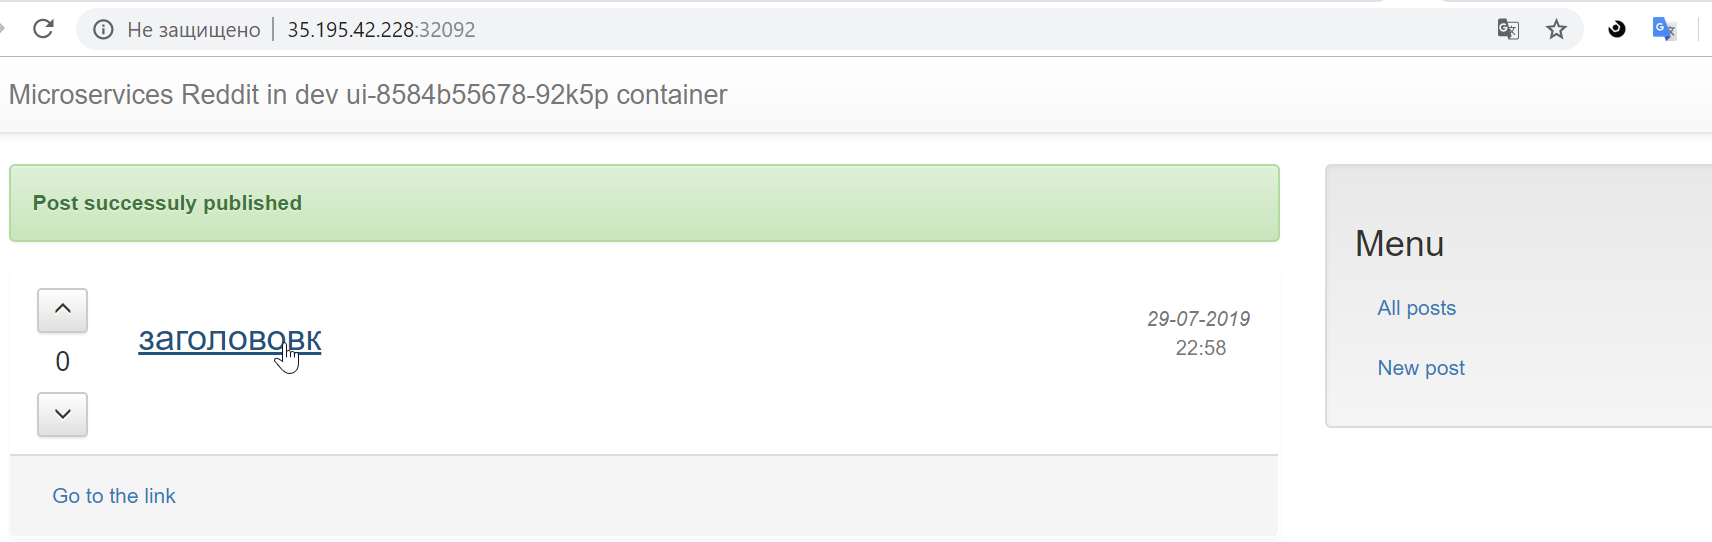 Не защищено 35.195.42.228:32092
Microservices Reddit in dev ui-8584b55678-92k5p container
Post successuly published
заголововк
0
29-07-2019
22:58
Go to the link
Menu
All posts
New post